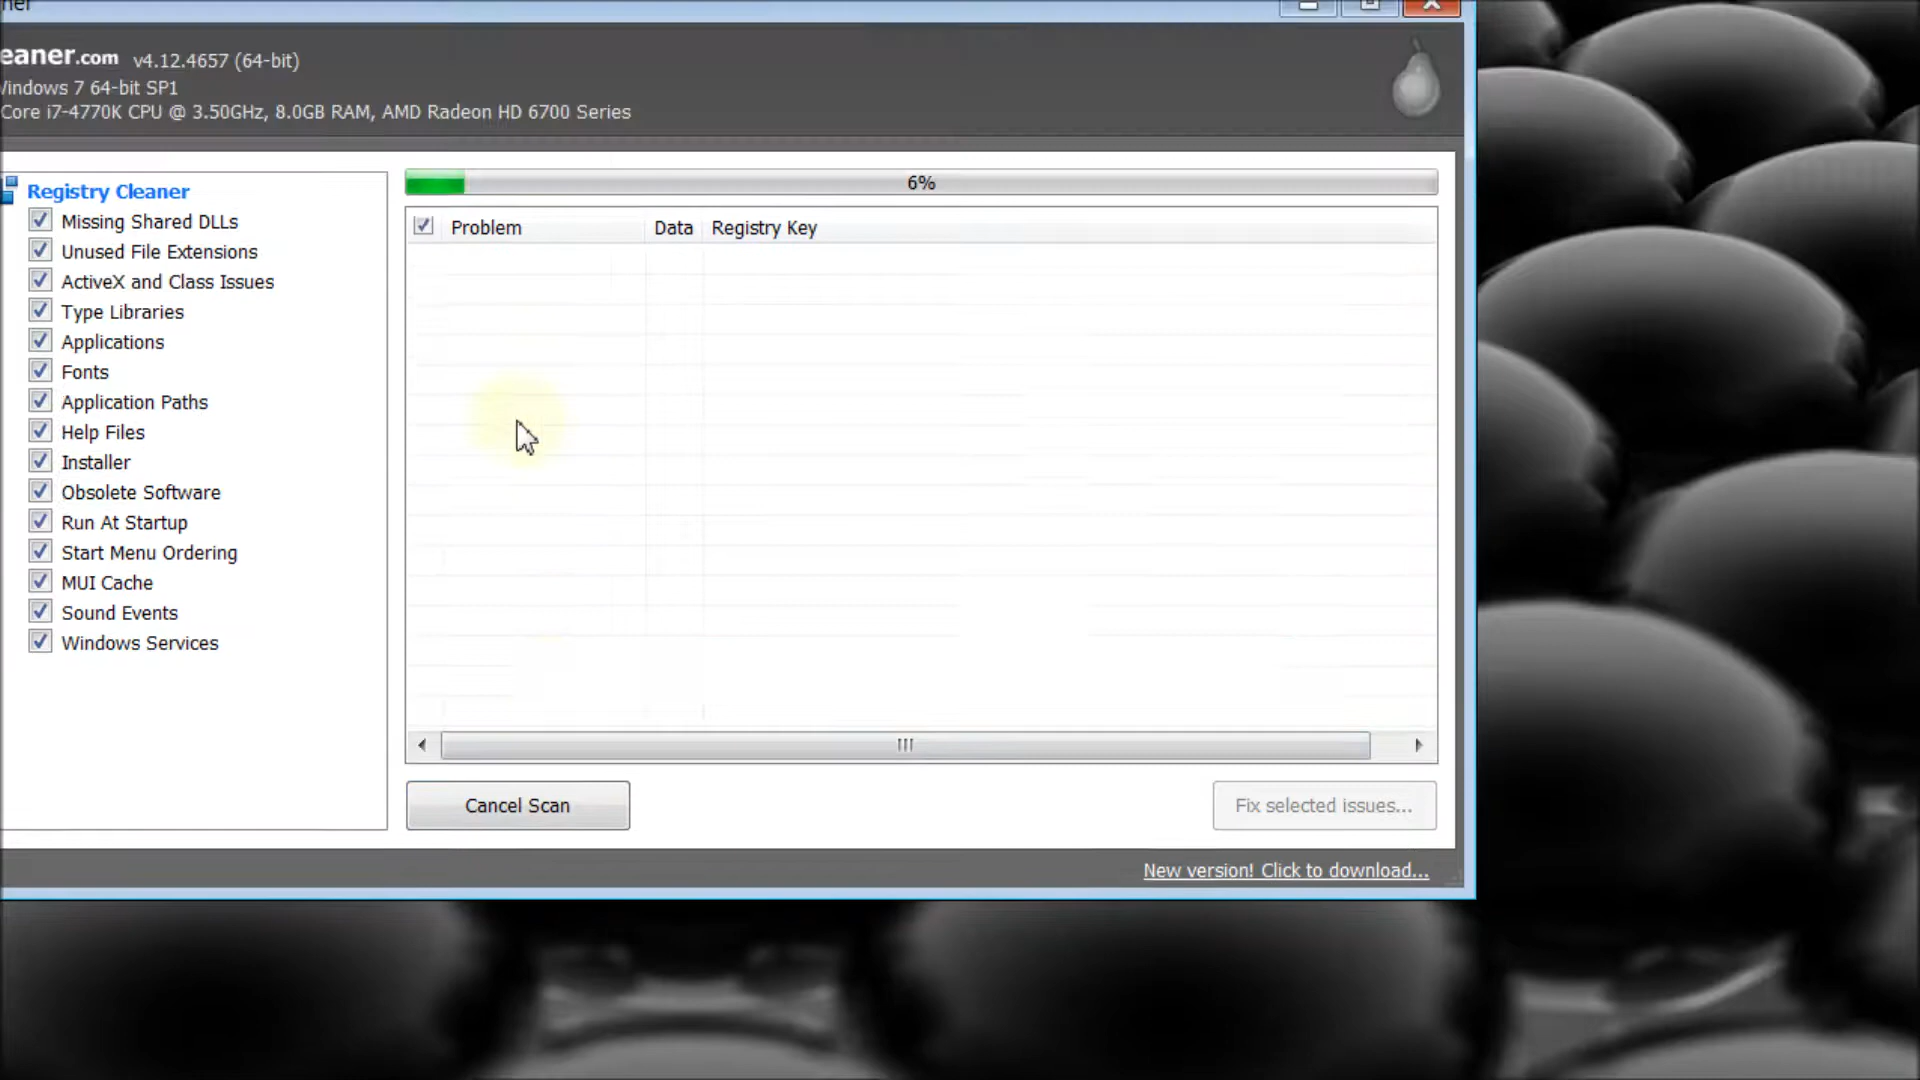 eaner.com v4.12.4657 (64-bit)
Windows 7 64-bit SP1
Core i7-4770K CPU @ 3.50GHz, 8.0GB RAM, AMD Radeon HD 6700 Series
Registry Cleaner
Missing Shared DLLs
Unused File Extensions
ActiveX and Class Issues
Type Libraries
Applications
Fonts
Application Paths
Help Files
Installer
Obsolete Software
Run At Startup
Start Menu Ordering
MUI Cache
Sound Events
Windows Services
6%
Problem Data Registry Key
Cancel Scan
Fix selected issues...
New version! Click to download...